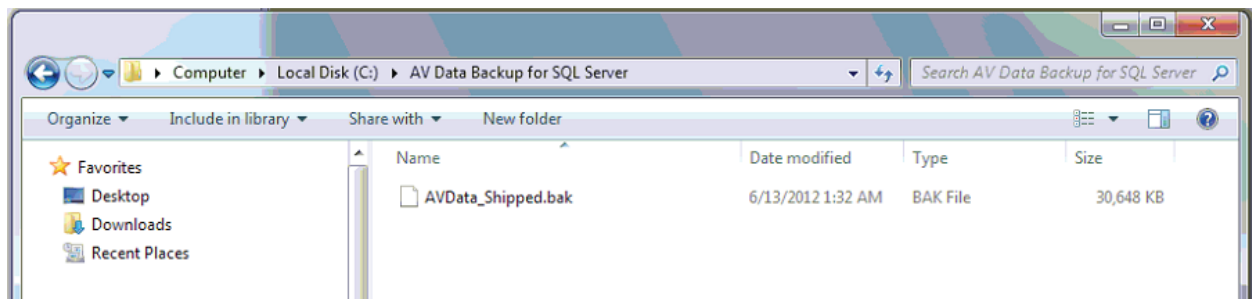 Computer Local Disk (C:) AV Data Backup for SQL Server Search AV Data Backup for SQL Server
Organize Include in library Share with New folder
Favorites
Desktop
Downloads
Recent Places
Name Date modified Type Size
AVData_Shipped.bak 6/13/2012 1:32 AM BAK File 30,648 KB